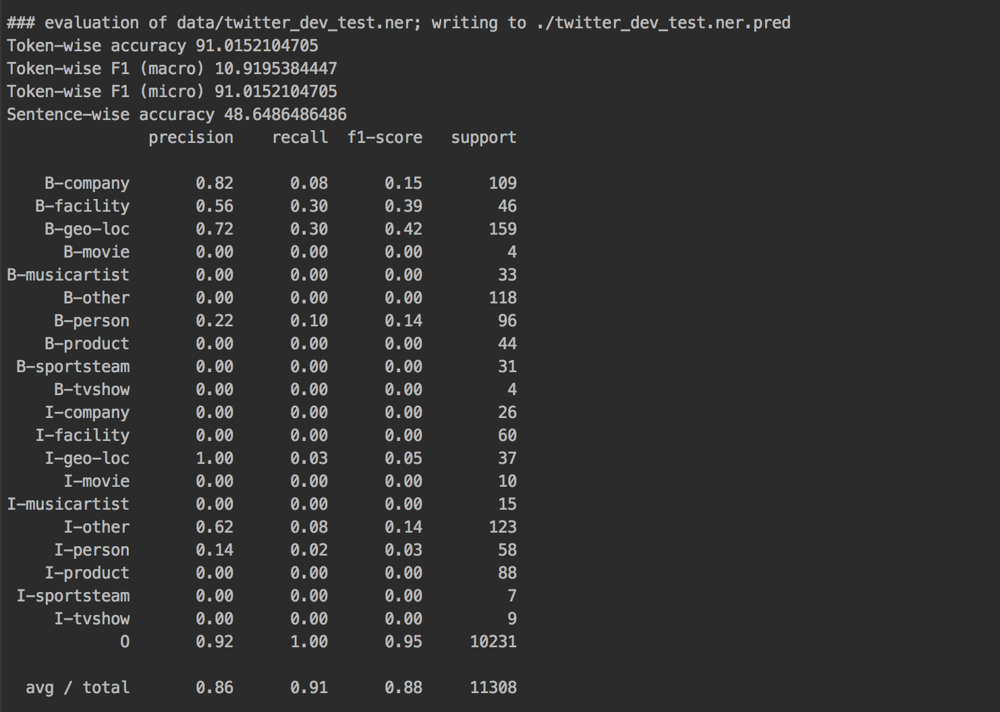 ### evaluation of data/twitter_dev_test.ner; writing to ./twitter_dev_test.ner.pred
Token-wise accuracy 91.0152104705
Token-wise F1 (macro) 10.9195384447
Token-wise F1 (micro) 91.0152104705
Sentence-wise accuracy 48.6486486486
precision recall f1-score support
B-company 0.82 0.08 0.15 109
B-facility 0.56 0.30 0.39 46
B-geo-loc 0.72 0.30 0.42 159
B-movie 0.00 0.00 0.00 4
B-musicartist 0.00 0.00 0.00 33
B-other 0.00 0.00 0.00 118
B-person 0.22 0.10 0.14 96
B-product 0.00 0.00 0.00 44
B-sportsteam 0.00 0.00 0.00 31
B-tvshow 0.00 0.00 0.00 4
I-company 0.00 0.00 0.00 26
I-facility 0.00 0.00 0.00 60
I-geo-loc 1.00 0.03 0.05 37
I-movie 0.00 0.00 0.00 10
I-musicartist 0.00 0.00 0.00 15
I-other 0.62 0.08 0.14 123
I-person 0.14 0.02 0.03 58
I-product 0.00 0.00 0.00 88
I-sportsteam 0.00 0.00 0.00 7
I-tvshow 0.00 0.00 0.00 9
O 0.92 1.00 0.95 10231
avg / total 0.86 0.91 0.88 11308